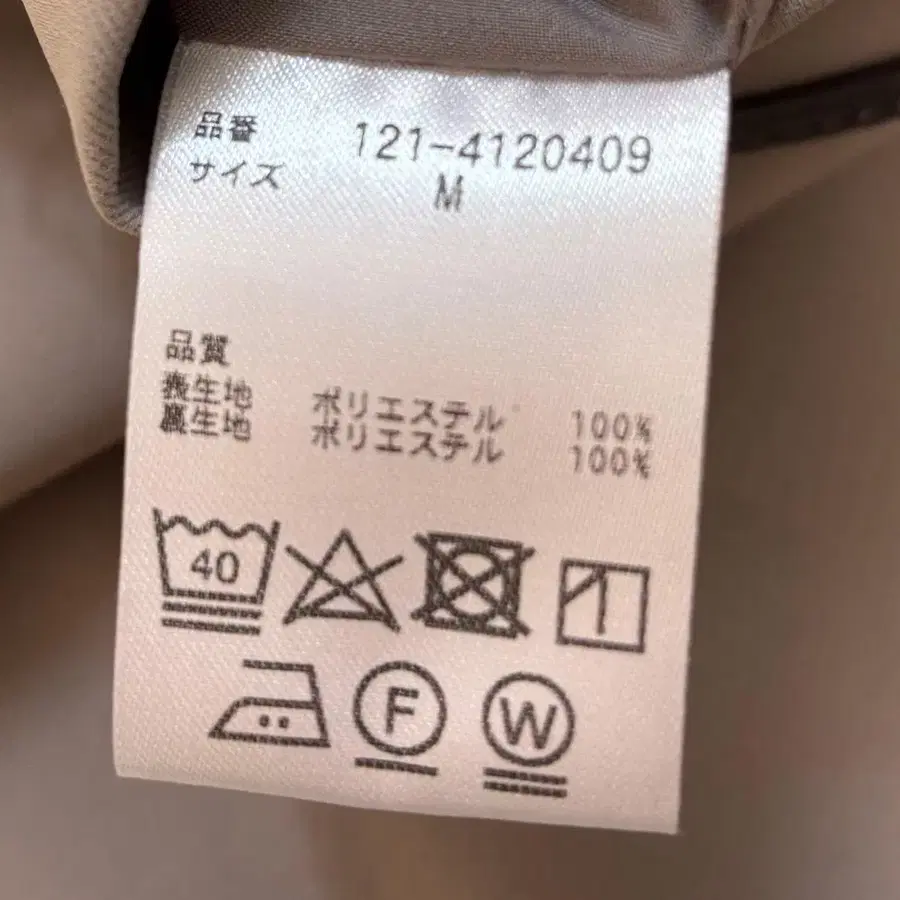 品番 121-4120409
サイズ M
品質
表生地 ポリエステル 100%
裏生地 ポリエステル 100%
40
F
W